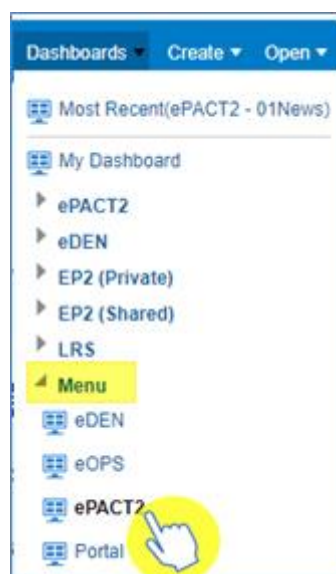 Dashboards Create Open
Most Recent(ePACT2 - 01News)
My Dashboard
ePACT2
eDEN
EP2 (Private)
EP2 (Shared)
LRS
Menu
eDEN
eOPS
ePACT2
Portal